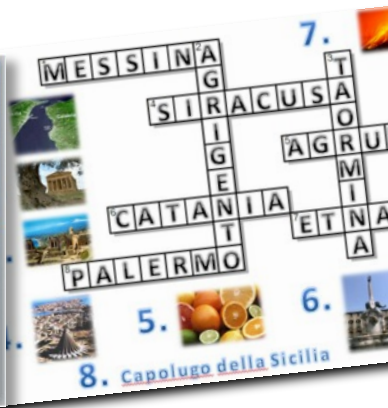 7.
MESSINA
AGRIGENTO
TAORMINA
SIRACUSA
AGRU
CATANIA
ETNA
PALERMO
5.
6.
8. Capolugo della Sicilia